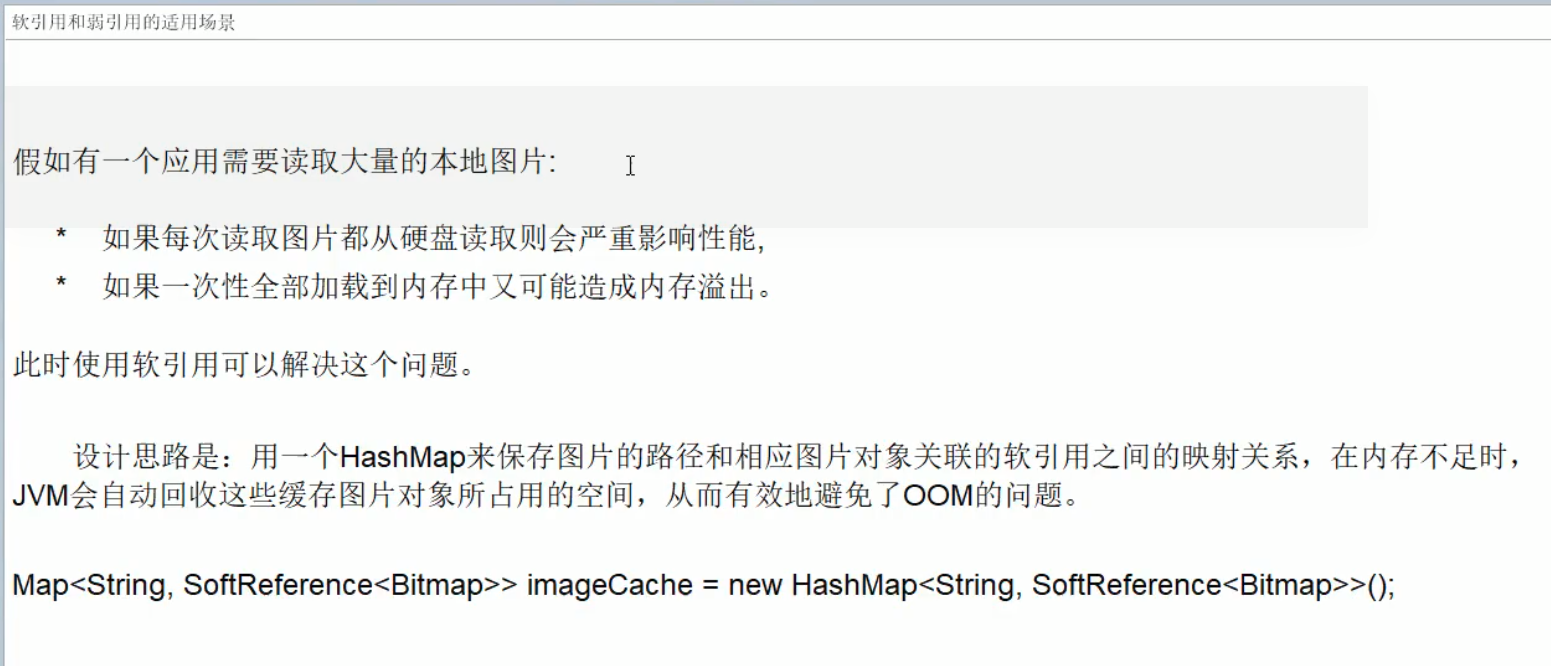 软引用和弱引用的适用场景
假如有一个应用需要读取大量的本地图片:
* 如果每次读取图片都从硬盘读取则会严重影响性能,
* 如果一次性全部加载到内存中又可能造成内存溢出。
此时使用软引用可以解决这个问题。
设计思路是：用一个HashMap来保存图片的路径和相应图片对象关联的软引用之间的映射关系，在内存不足时，
JVM会自动回收这些缓存图片对象所占用的空间，从而有效地避免了OOM的问题。
Map<String, SoftReference<Bitmap>> imageCache = new HashMap<String, SoftReference<Bitmap>>();